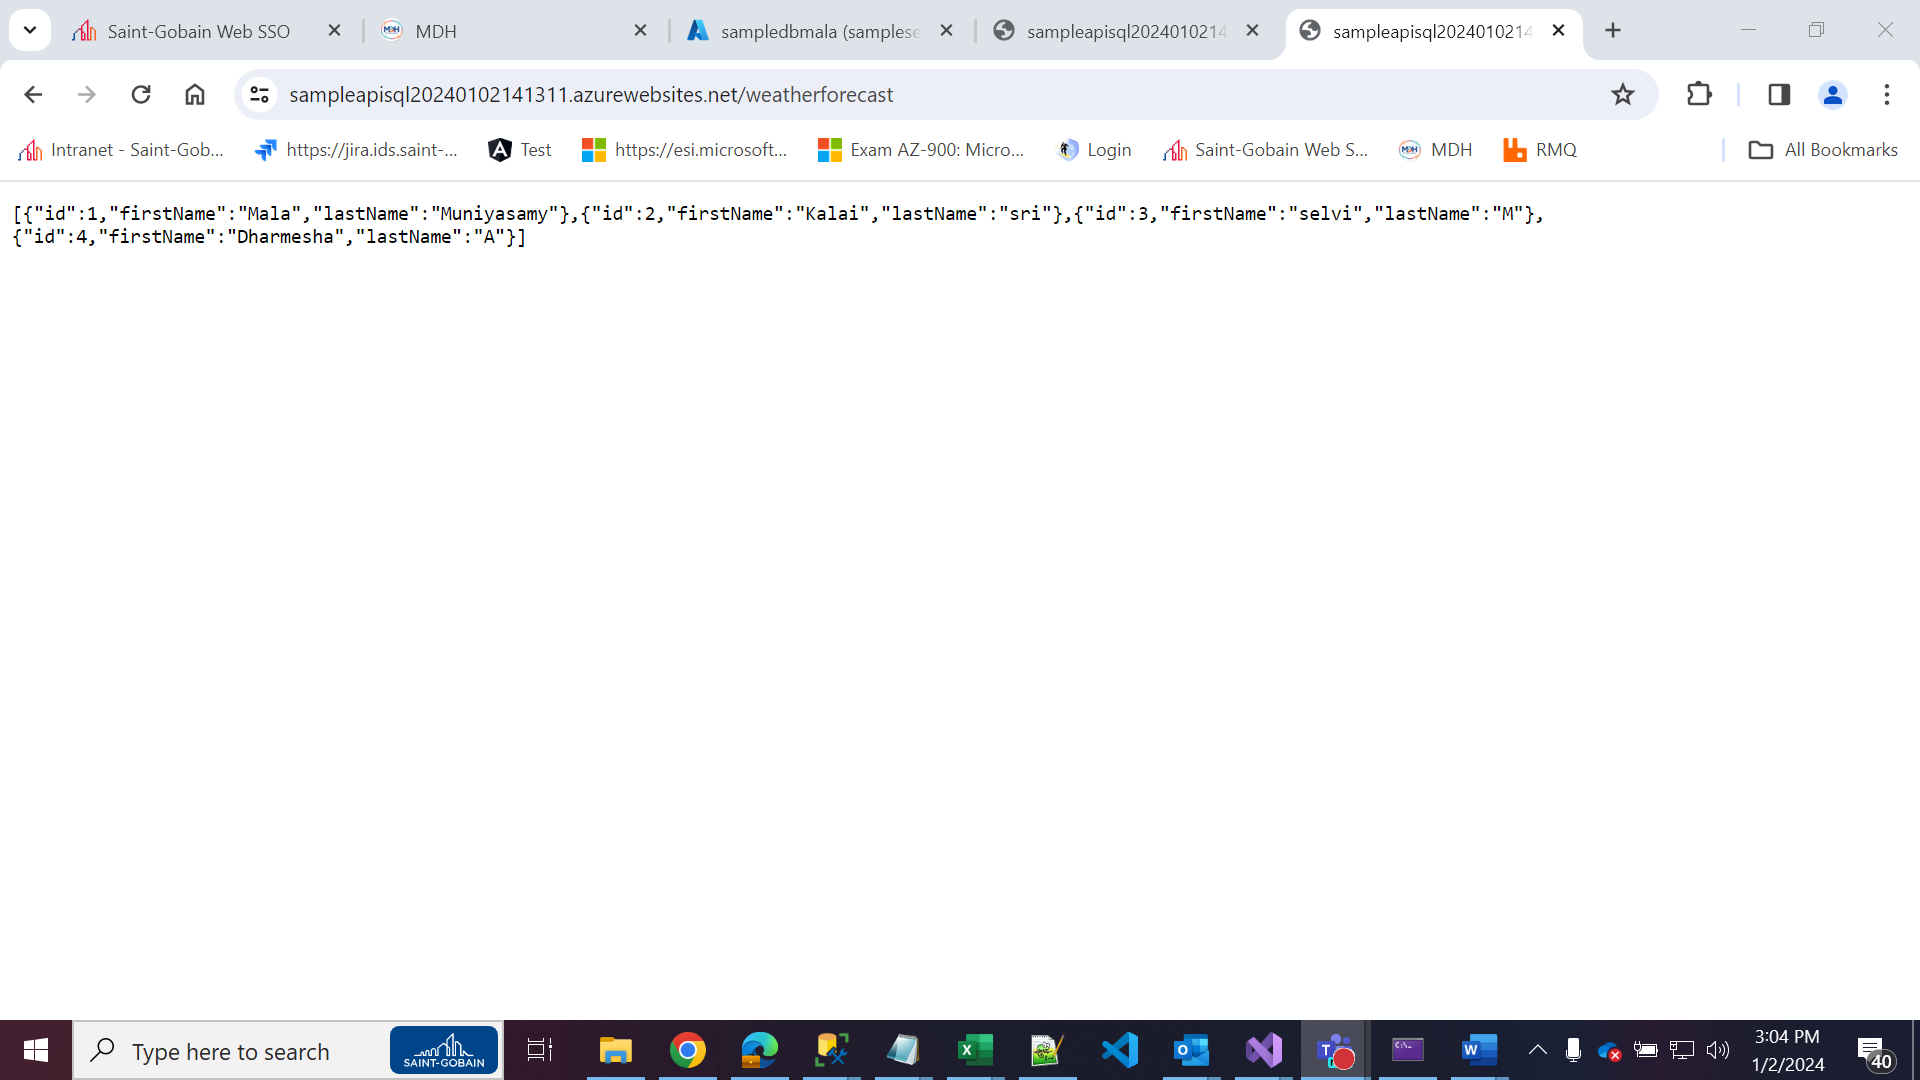 Saint-Gobain Web SSO
MDH
sampledbmala (samplese
sampleapisql2024010214
sampleapisql2024010214
sampleapisql20240102141311.azurewebsites.net/weatherforecast
Intranet - Saint-Gob...
https://jira.ids.saint-...
Test
https://esi.microsoft...
Exam AZ-900: Micro...
Login
Saint-Gobain Web S...
MDH
RMQ
All Bookmarks
[{"id":1,"firstName":"Mala","lastName":"Muniyasamy"},{"id":2,"firstName":"Kalai","lastName":"sri"},{"id":3,"firstName":"selvi","lastName":"M"},
{"id":4,"firstName":"Dharmesha","lastName":"A"}]
Type here to search
SAINT-GOBAIN
3:04 PM
1/2/2024
40